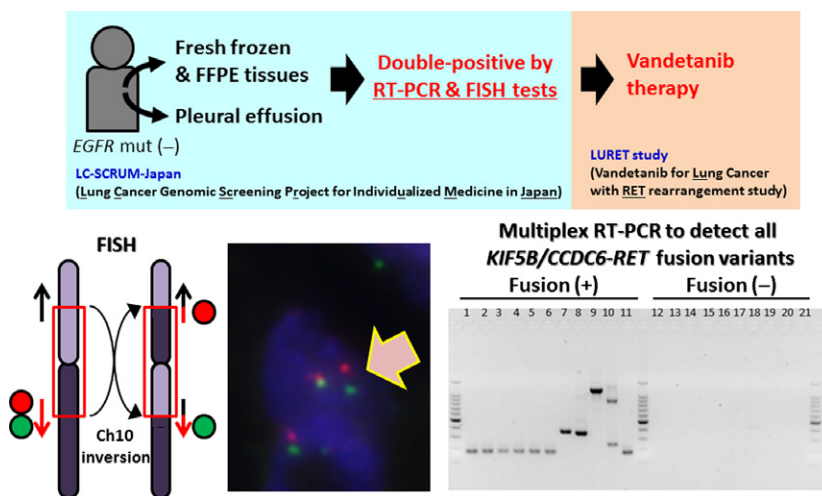 Fresh frozen
& FFPE tissues
Pleural effusion
EGFR mut (–)
Double-positive by
RT-PCR & FISH tests
Vandetanib
therapy
LC-SCRUM-Japan
(Lung Cancer Genomic Screening Project for Individualized Medicine in Japan)
LURET study
(Vandetanib for Lung Cancer
with RET rearrangement study)
FISH
Ch10
inversion
Multiplex RT-PCR to detect all
KIF5B/CCDC6-RET fusion variants
Fusion (+)
Fusion (–)
1 2 3 4 5 6 7 8 9 10 11
12 13 14 15 16 17 18 19 20 21